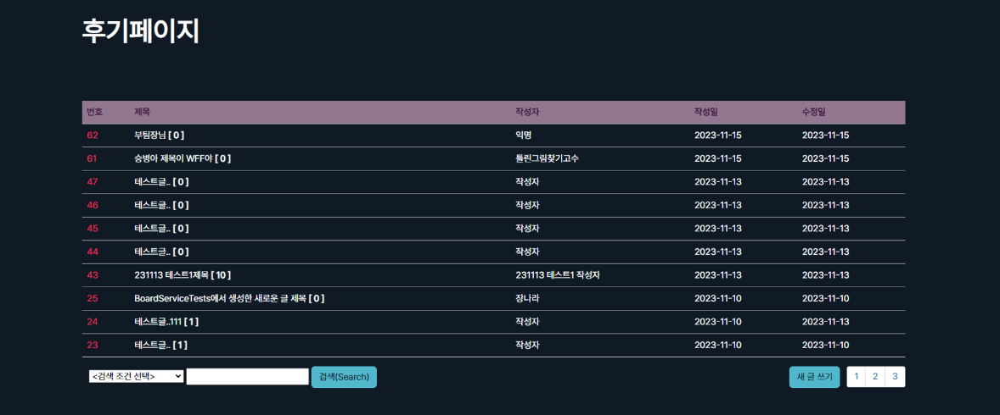 후기페이지
번호 제목 작성자 작성일 수정일
62 부팀장님 [ 0 ] 익명 2023-11-15 2023-11-15
61 승병아 제목이 WFF야 [ 0 ] 틀린그림찾기고수 2023-11-15 2023-11-15
47 테스트글.. [ 0 ] 작성자 2023-11-13 2023-11-13
46 테스트글.. [ 0 ] 작성자 2023-11-13 2023-11-13
45 테스트글.. [ 0 ] 작성자 2023-11-13 2023-11-13
44 테스트글.. [ 0 ] 작성자 2023-11-13 2023-11-13
43 231113 테스트1제목 [ 10 ] 231113 테스트1 작성자 2023-11-13 2023-11-13
25 BoardServiceTests에서 생성한 새로운 글 제목 [ 0 ] 장나라 2023-11-10 2023-11-10
24 테스트글..111 [ 1 ] 작성자 2023-11-10 2023-11-13
23 테스트글.. [ 1 ] 작성자 2023-11-10 2023-11-10
<검색 조건 선택> 검색(Search) 새 글 쓰기 1 2 3